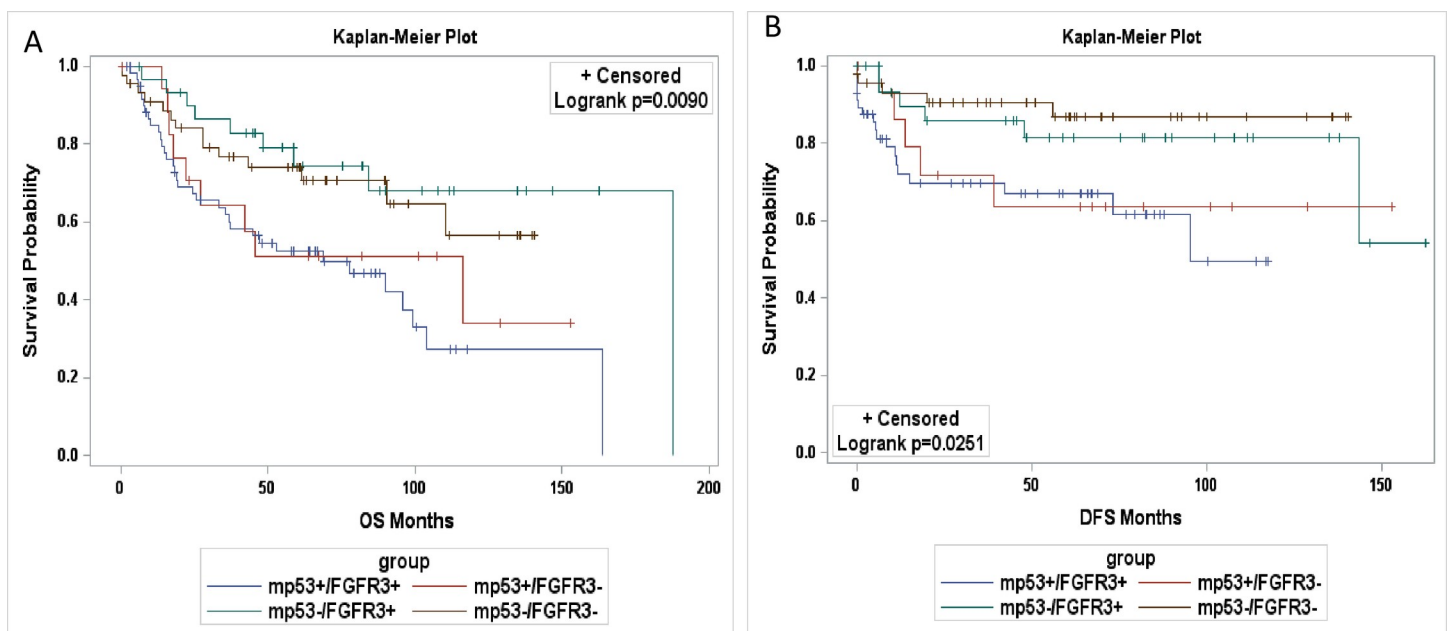 A
Kaplan-Meier Plot
+ Censored
Logrank p=0.0090
Survival Probability
1.0
0.8
0.6
0.4
0.2
0.0
0 50 100 150 200
OS Months
group
mp53+/FGFR3+ mp53+/FGFR3-
mp53-/FGFR3+ mp53-/FGFR3-
B
Kaplan-Meier Plot
Survival Probability
1.0
0.8
0.6
0.4
0.2
0.0
+ Censored
Logrank p=0.0251
0 50 100 150
DFS Months
group
mp53+/FGFR3+ mp53+/FGFR3-
mp53-/FGFR3+ mp53-/FGFR3-